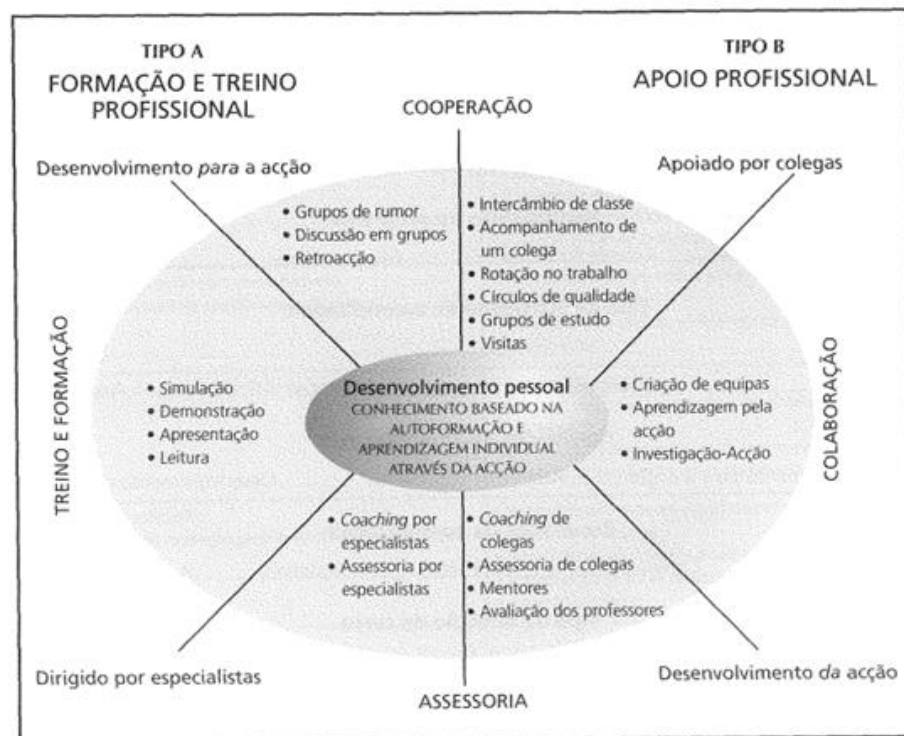 TIPO A
FORMAÇÃO E TREINO
PROFISSIONAL
TIPO B
APOIO PROFISSIONAL
COOPERAÇÃO
Desenvolvimento para a acção
Apoiado por colegas
• Grupos de rumor
• Discussão em grupos
• Retroacção
• Intercâmbio de classe
• Acompanhamento de
um colega
• Rotação no trabalho
• Círculos de qualidade
• Grupos de estudo
• Visitas
TREINO E FORMAÇÃO
• Simulação
• Demonstração
• Apresentação
• Leitura
Desenvolvimento pessoal
CONHECIMENTO BASEADO NA
AUTOFORMAÇÃO E
APRENDIZAGEM INDIVIDUAL
ATRAVÉS DA ACÇÃO
• Criação de equipas
• Aprendizagem pela
acção
• Investigação-Acção
COLABORAÇÃO
• Coaching por
especialistas
• Assessoria por
especialistas
• Coaching de
colegas
• Assessoria de colegas
• Mentores
• Avaliação dos professores
Dirigido por especialistas
Desenvolvimento da acção
ASSESSORIA